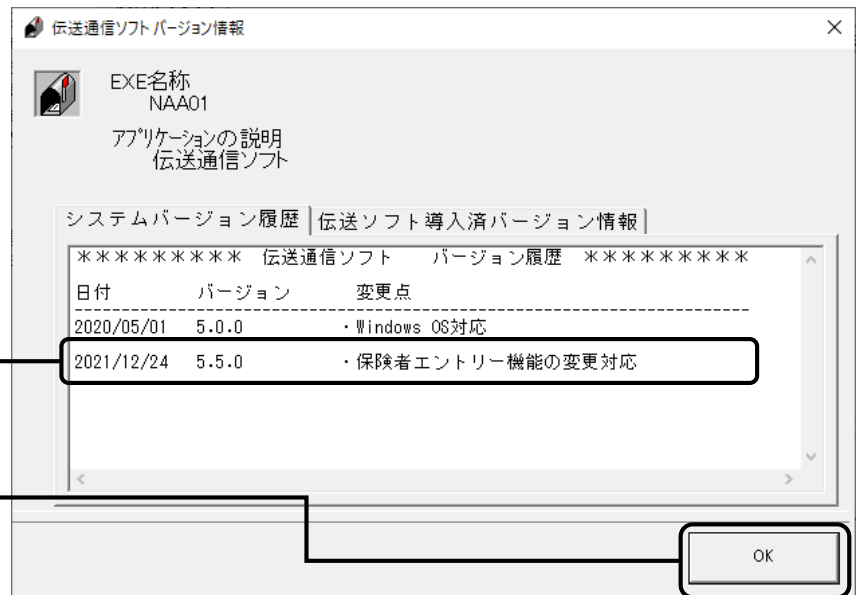 伝送通信ソフト バージョン情報
EXE名称
NAA01
アプリケーションの説明
伝送通信ソフト
システムバージョン履歴 伝送ソフト導入済バージョン情報
********* 伝送通信ソフト バージョン履歴 *********
日付 バージョン 変更点
--------------------------------------------------------------------------
2020/05/01 5.0.0 ・Windows OS対応
2021/12/24 5.5.0 ・保険者エントリー機能の変更対応
OK